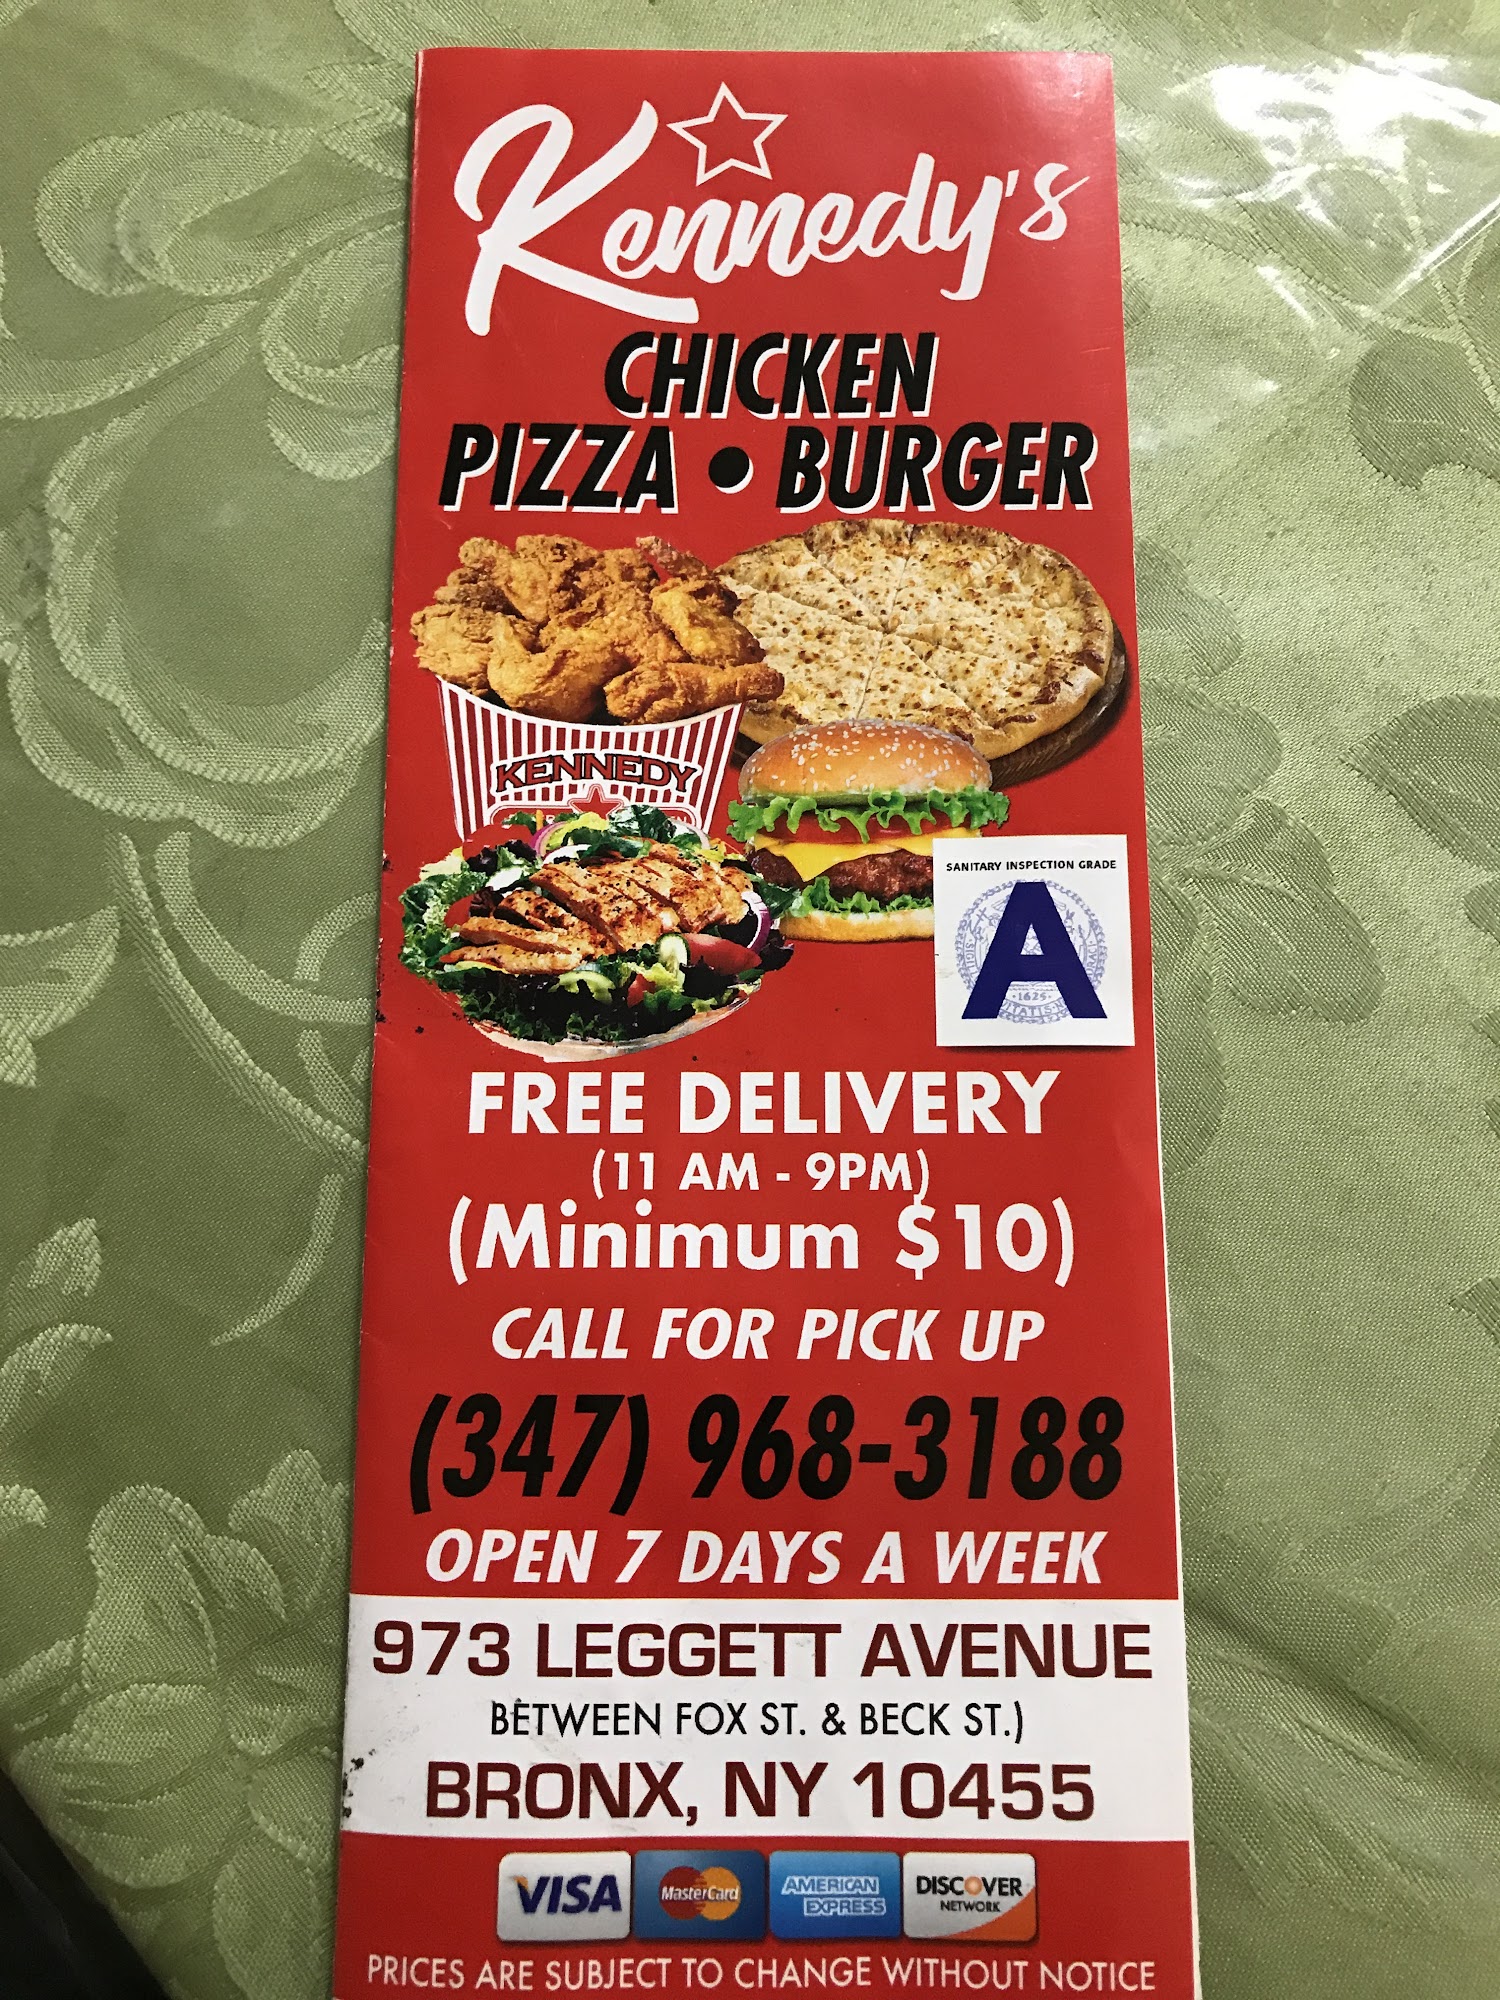 Kennedy's
CHICKEN
PIZZA • BURGER
KENNEDY
SANITARY INSPECTION GRADE
A
•1625•
FREE DELIVERY
(11 AM - 9PM)
(Minimum $10)
CALL FOR PICK UP
(347) 968-3188
OPEN 7 DAYS A WEEK
973 LEGGETT AVENUE
BETWEEN FOX ST. & BECK ST.)
BRONX, NY 10455
VISA
MasterCard
AMERICAN
EXPRESS
DISCOVER
NETWORK
PRICES ARE SUBJECT TO CHANGE WITHOUT NOTICE